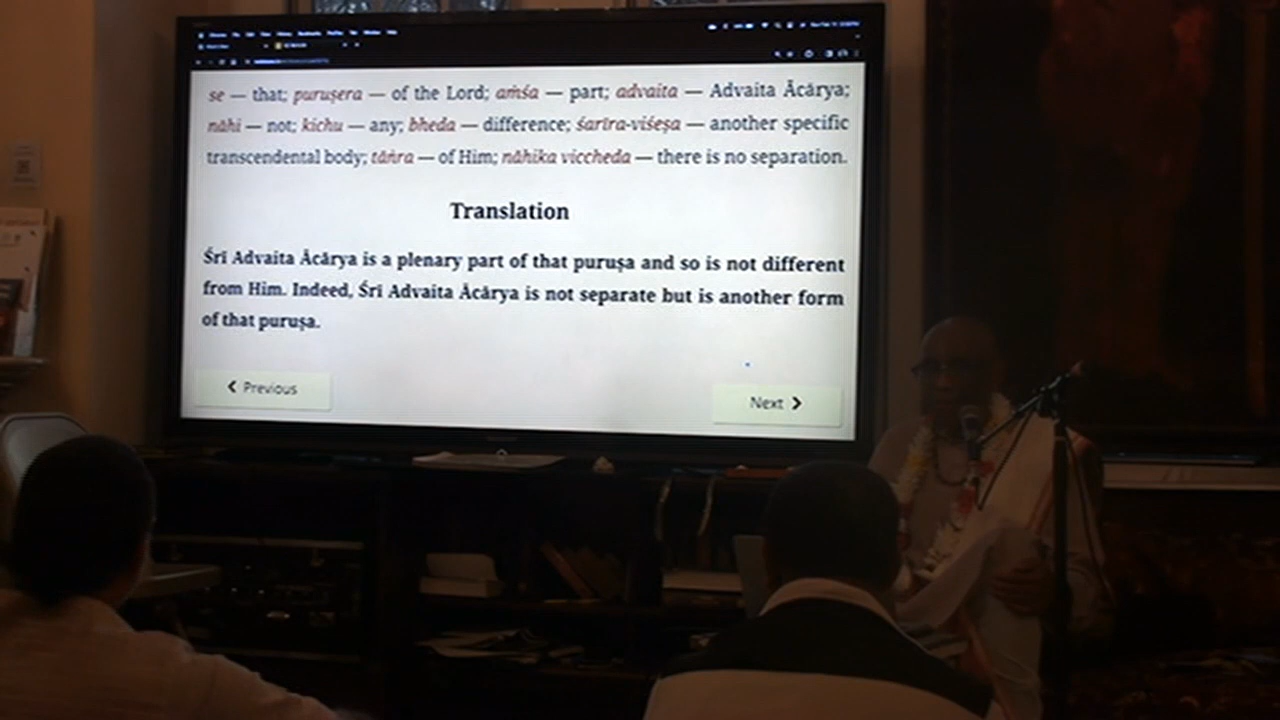 se — that; puruṣera — of the Lord; aṁśa — part; advaita — Advaita Ācārya;
nāhi — not; kichu — any; bheda — difference; śarīra-viśeṣa — another specific
transcendental body; tāṅra — of Him; nāhika viccheda — there is no separation.
Translation
Śrī Advaita Ācārya is a plenary part of that puruṣa and so is not different
from Him. Indeed, Śrī Advaita Ācārya is not separate but is another form
of that puruṣa.
Previous
Next